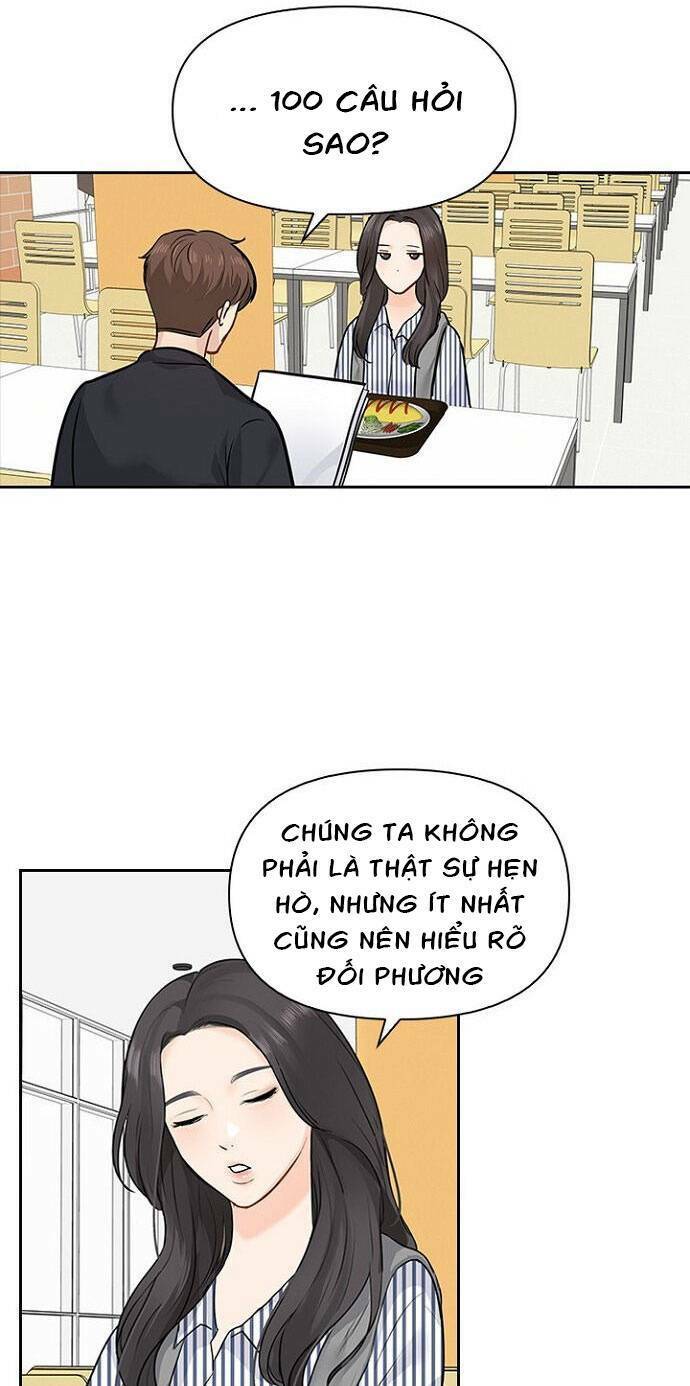 ... 100 CÂU HỎI
SAO?
CHÚNG TA KHÔNG
PHẢI LÀ THẬT SỰ HẸN
HÒ, NHƯNG ÍT NHẤT
CŨNG NÊN HIỂU RÕ
ĐỐI PHƯƠNG